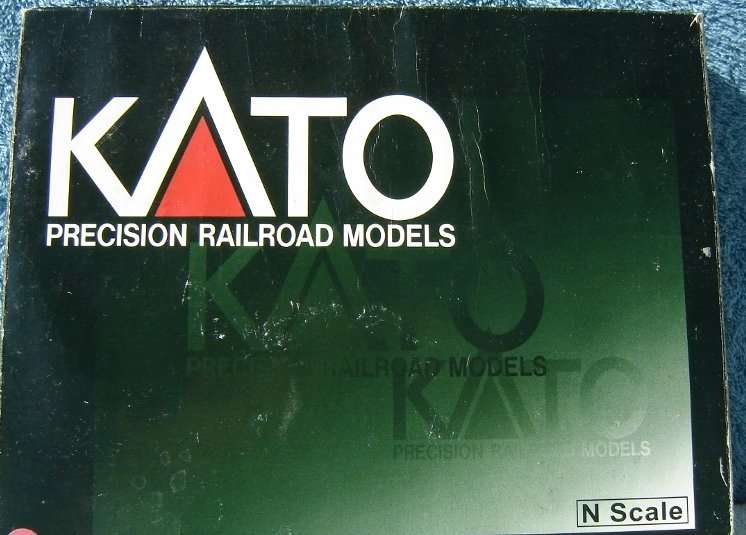 KATO
PRECISION RAILROAD MODELS
KATO
PRECISION RAILROAD MODELS
KATO
PRECISION RAILROAD MODELS
N Scale